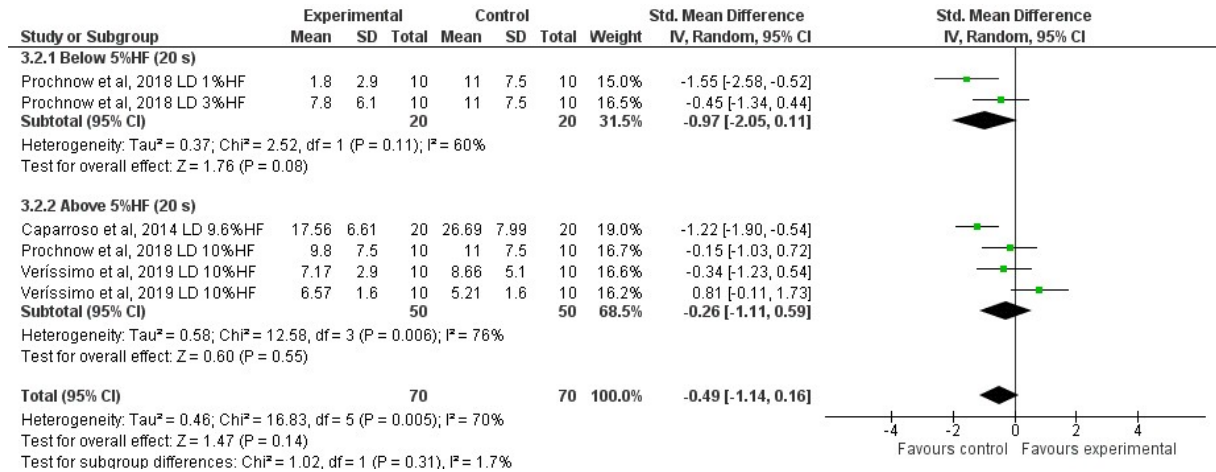 Experimental Control Std. Mean Difference Std. Mean Difference
Study or Subgroup Mean SD Total Mean SD Total Weight IV, Random, 95% CI IV, Random, 95% CI
3.2.1 Below 5%HF (20 s)
Prochnow et al, 2018 LD 1%HF 1.8 2.9 10 11 7.5 10 15.0% -1.55 [-2.58, -0.52]
Prochnow et al, 2018 LD 3%HF 7.8 6.1 10 11 7.5 10 16.5% -0.45 [-1.34, 0.44]
Subtotal (95% CI) 20 20 31.5% -0.97 [-2.05, 0.11]
Heterogeneity: Tau² = 0.37; Chi² = 2.52, df = 1 (P = 0.11); I² = 60%
Test for overall effect: Z = 1.76 (P = 0.08)
3.2.2 Above 5%HF (20 s)
Caparroso et al, 2014 LD 9.6%HF 17.56 6.61 20 26.69 7.99 20 19.0% -1.22 [-1.90, -0.54]
Prochnow et al, 2018 LD 10%HF 9.8 7.5 10 11 7.5 10 16.7% -0.15 [-1.03, 0.72]
Veríssimo et al, 2019 LD 10%HF 7.17 2.9 10 8.66 5.1 10 16.6% -0.34 [-1.23, 0.54]
Veríssimo et al, 2019 LD 10%HF 6.57 1.6 10 5.21 1.6 10 16.2% 0.81 [-0.11, 1.73]
Subtotal (95% CI) 50 50 68.5% -0.26 [-1.11, 0.59]
Heterogeneity: Tau² = 0.58; Chi² = 12.58, df = 3 (P = 0.006); I² = 76%
Test for overall effect: Z = 0.60 (P = 0.55)
Total (95% CI) 70 70 100.0% -0.49 [-1.14, 0.16]
Heterogeneity: Tau² = 0.46; Chi² = 16.83, df = 5 (P = 0.005); I² = 70%
Test for overall effect: Z = 1.47 (P = 0.14)
Test for subgroup differences: Chi² = 1.02, df = 1 (P = 0.31), I² = 1.7%
-4 -2 0 2 4
Favours control Favours experimental